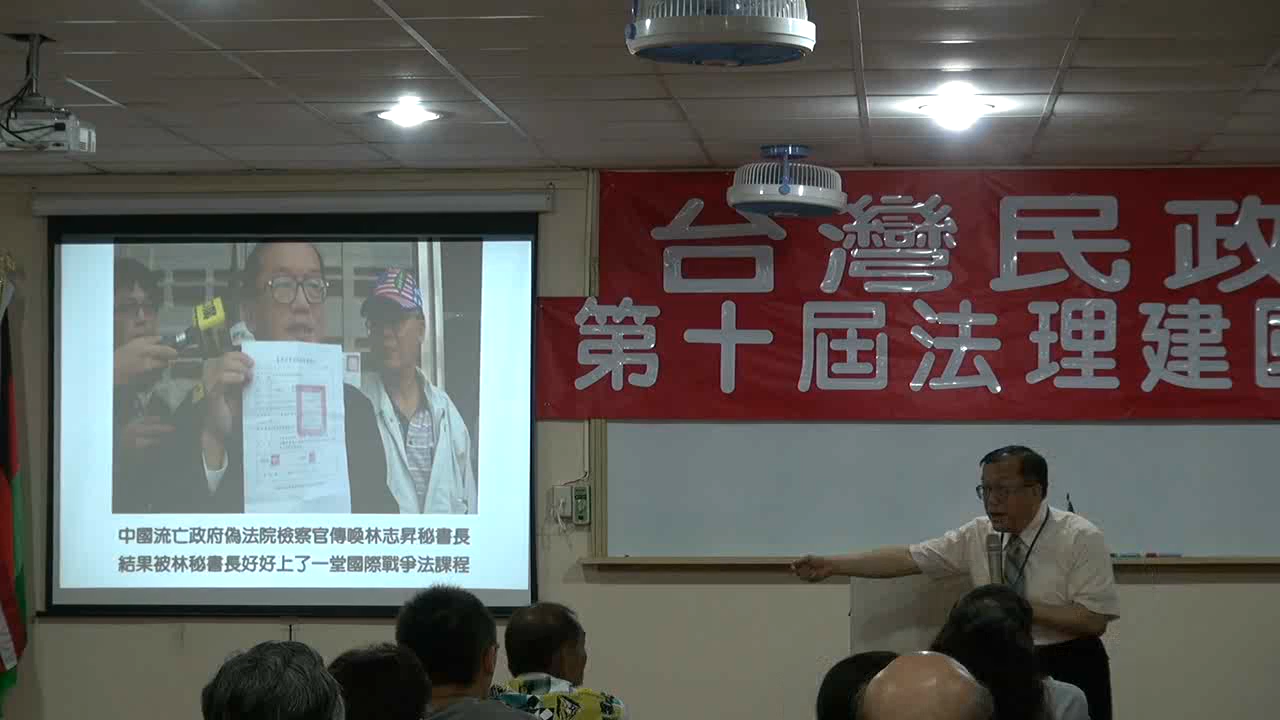 台灣民政
第十屆法理建國
中國流亡政府偽法院檢察官傳喚林志昇秘書長
結果被林秘書長好好上了一堂國際戰爭法課程